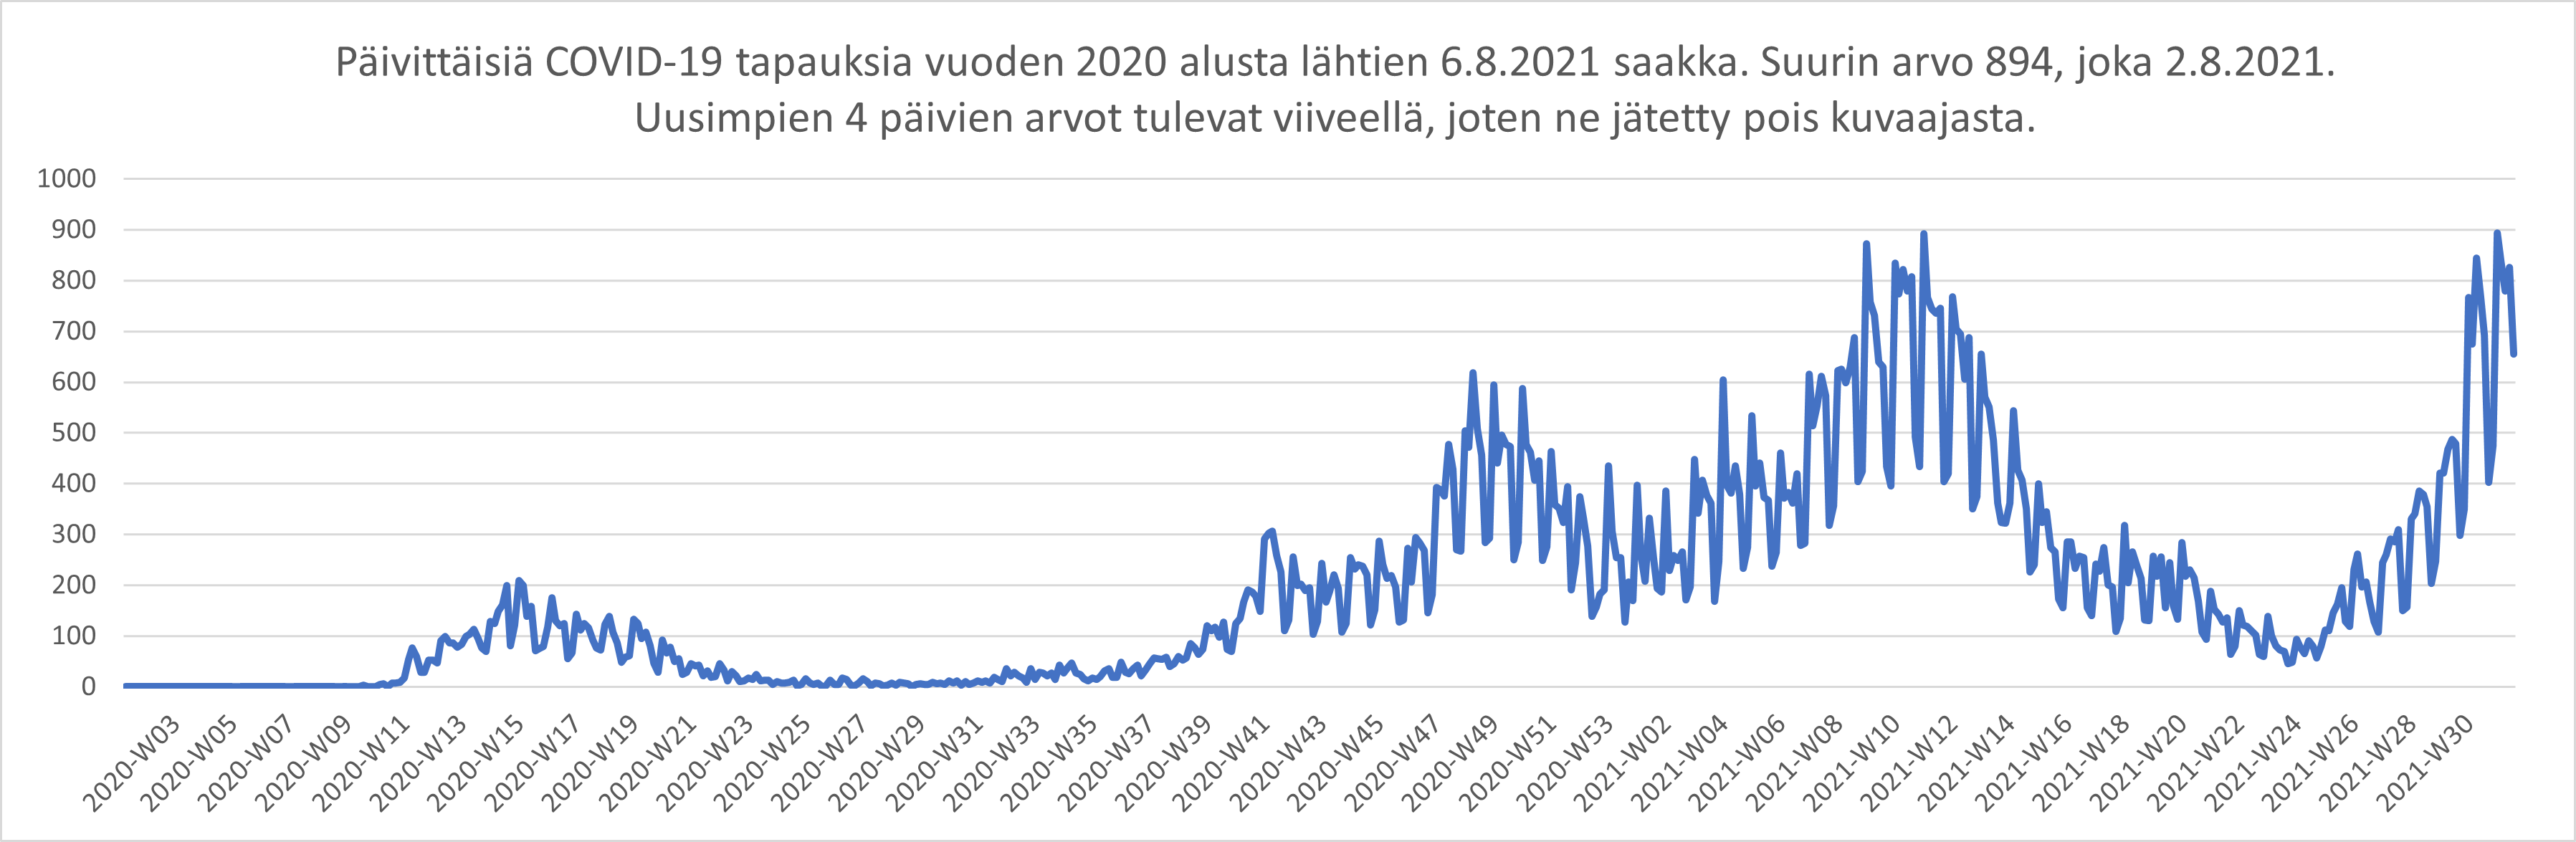 Päivittäisiä COVID-19 tapauksia vuoden 2020 alusta lähtien 6.8.2021 saakka. Suurin arvo 894, joka 2.8.2021.
Uusimpien 4 päivien arvot tulevat viiveellä, joten ne jätetty pois kuvaajasta.
1000
900
800
700
600
500
400
300
200
100
0
2020-W03
2020-W05
2020-W07
2020-W09
2020-W11
2020-W13
2020-W15
2020-W17
2020-W19
2020-W21
2020-W23
2020-W25
2020-W27
2020-W29
2020-W31
2020-W33
2020-W35
2020-W37
2020-W39
2020-W41
2020-W43
2020-W45
2020-W47
2020-W49
2020-W51
2020-W53
2021-W02
2021-W04
2021-W06
2021-W08
2021-W10
2021-W12
2021-W14
2021-W16
2021-W18
2021-W20
2021-W22
2021-W24
2021-W26
2021-W28
2021-W30